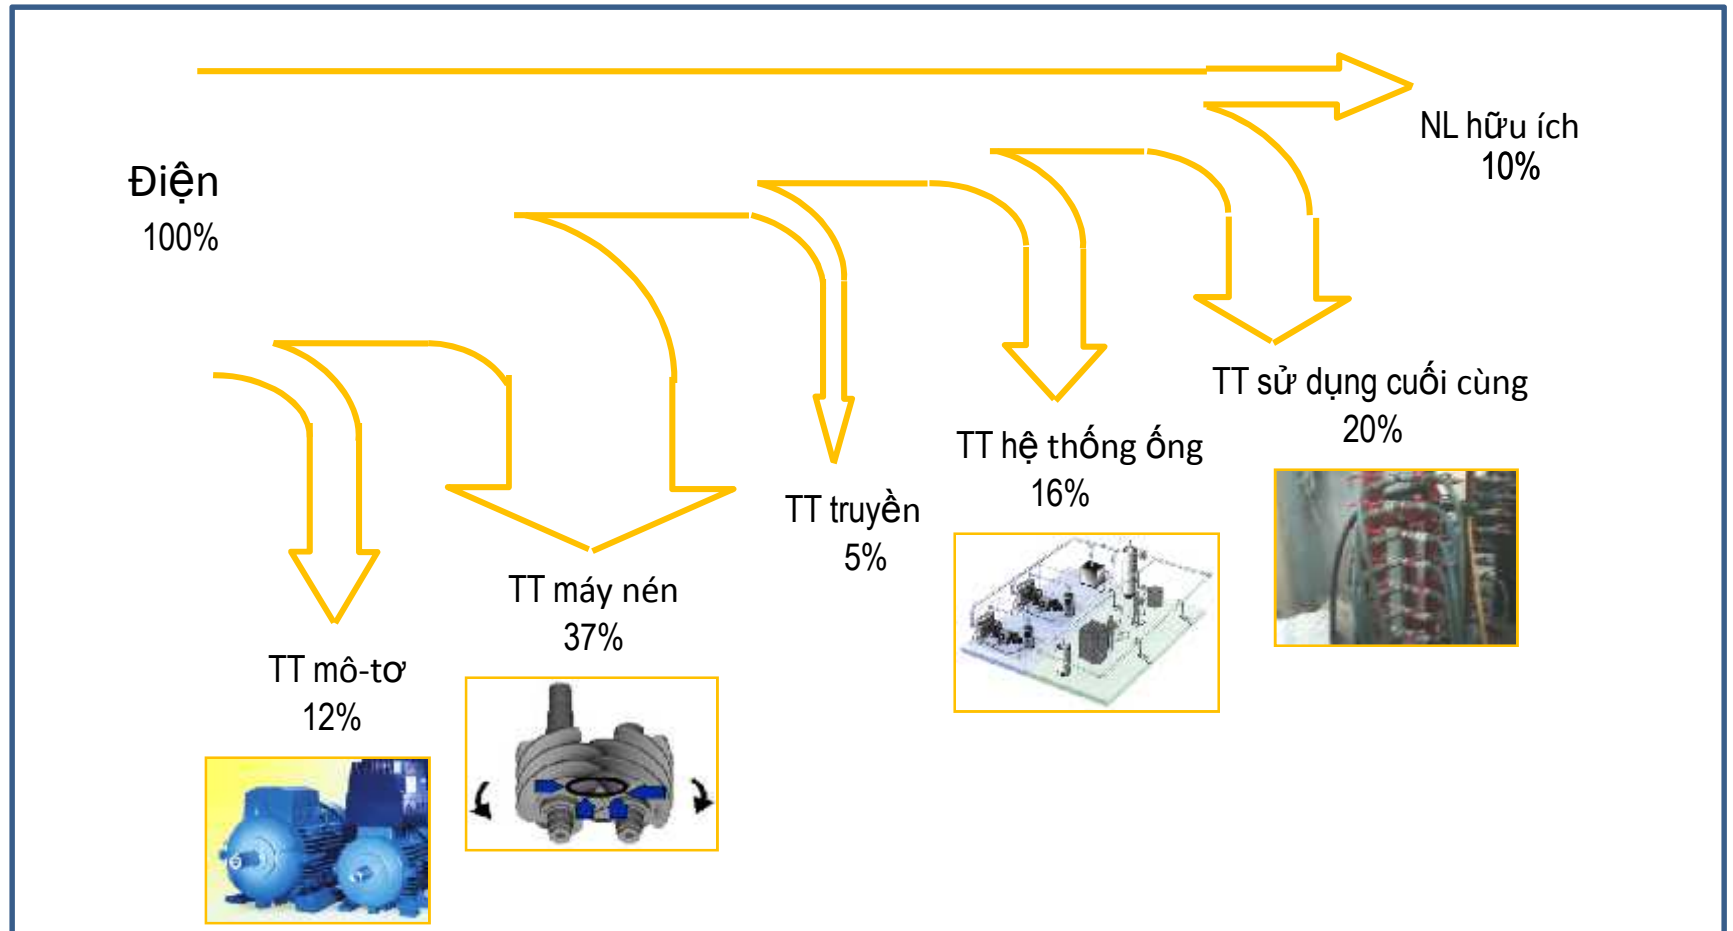 Điện
100%
NL hữu ích
10%
TT mô-tơ
12%
TT máy nén
37%
TT truyền
5%
TT hệ thống ống
16%
TT sử dụng cuối cùng
20%